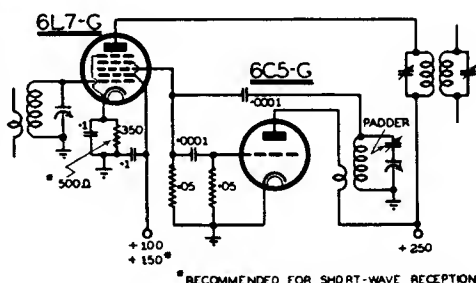 6L7-G
6C5-G
.0001
PADDER
.0001
.1
350
.1
* 500Ω
.05
.05
+100
+150*
+250
*RECOMMENDED FOR SHORT-WAVE RECEPTION